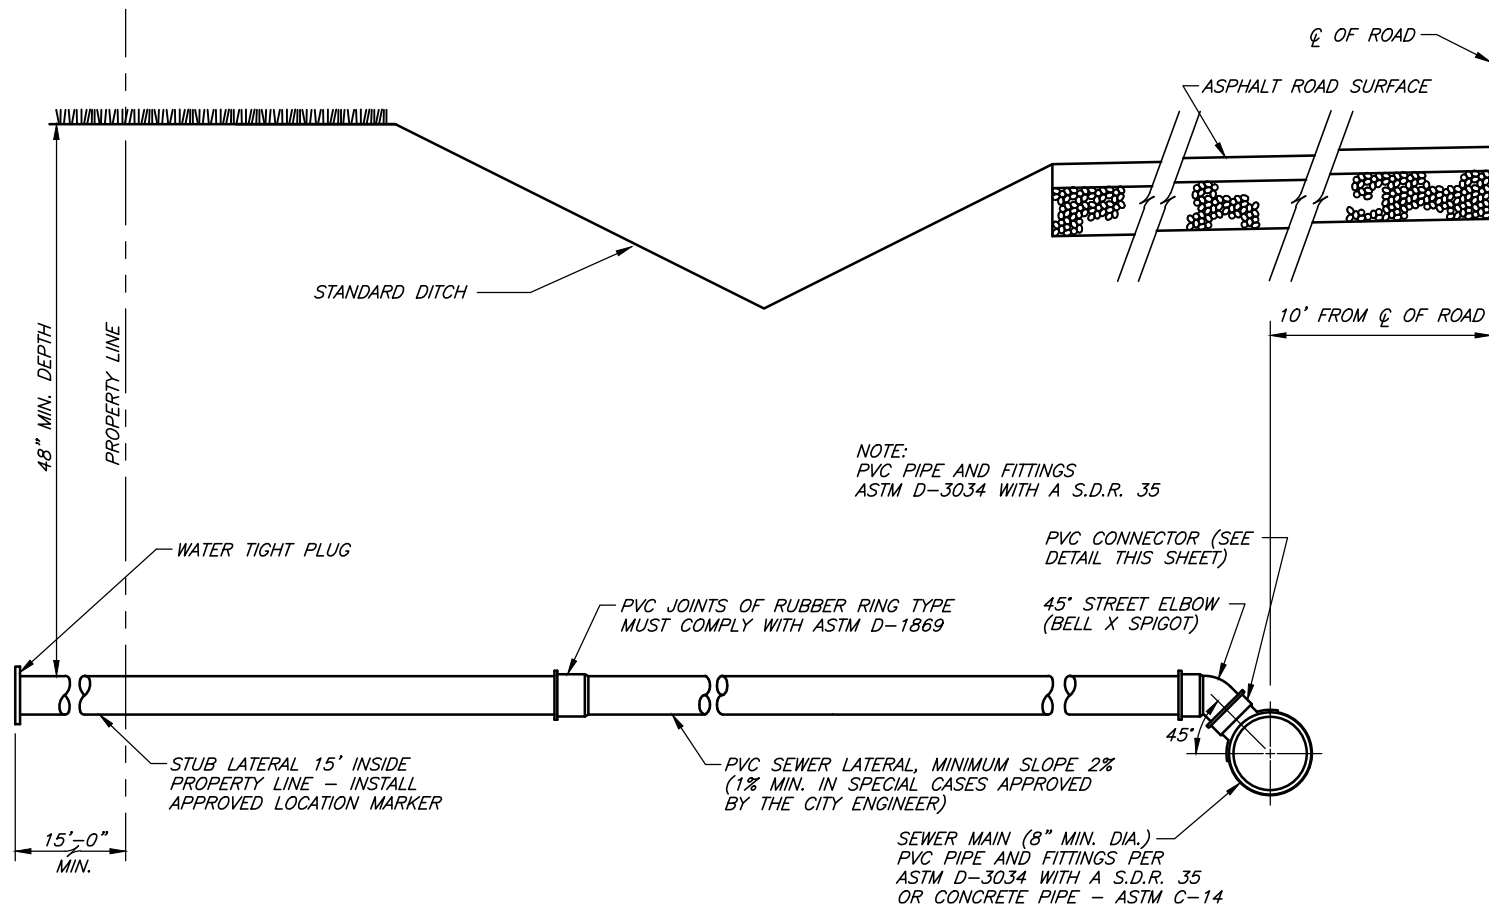 ℄ OF ROAD
ASPHALT ROAD SURFACE
STANDARD DITCH
10' FROM ℄ OF ROAD
48" MIN. DEPTH
PROPERTY LINE
NOTE:
PVC PIPE AND FITTINGS
ASTM D-3034 WITH A S.D.R. 35
WATER TIGHT PLUG
PVC CONNECTOR (SEE
DETAIL THIS SHEET)
PVC JOINTS OF RUBBER RING TYPE
MUST COMPLY WITH ASTM D-1869
45° STREET ELBOW
(BELL X SPIGOT)
45°
STUB LATERAL 15' INSIDE
PROPERTY LINE - INSTALL
APPROVED LOCATION MARKER
PVC SEWER LATERAL, MINIMUM SLOPE 2%
(1% MIN. IN SPECIAL CASES APPROVED
BY THE CITY ENGINEER)
15'-0"
MIN.
SEWER MAIN (8" MIN. DIA.)
PVC PIPE AND FITTINGS PER
ASTM D-3034 WITH A S.D.R. 35
OR CONCRETE PIPE - ASTM C-14